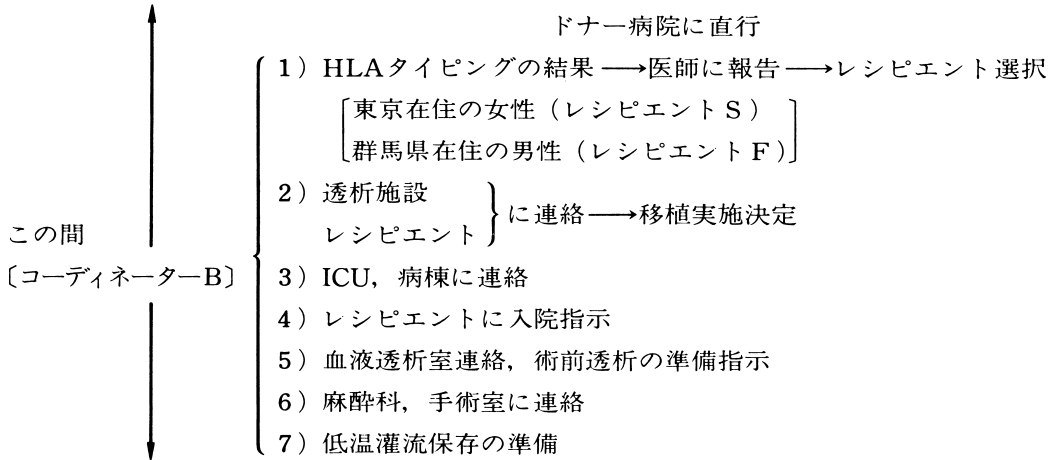 ドナー病院に直行
1)HLAタイピングの結果⟶医師に報告⟶レシピエント選択
東京在住の女性(レシピエントS)
群馬県在住の男性(レシピエントF)
2)透析施設
レシピエント
に連絡⟶移植実施決定
この間
〔コーディネーターB〕
3)ICU,病棟に連絡
4)レシピエントに入院指示
5)血液透析室連絡,術前透析の準備指示
6)麻酔科,手術室に連絡
7)低温灌流保存の準備